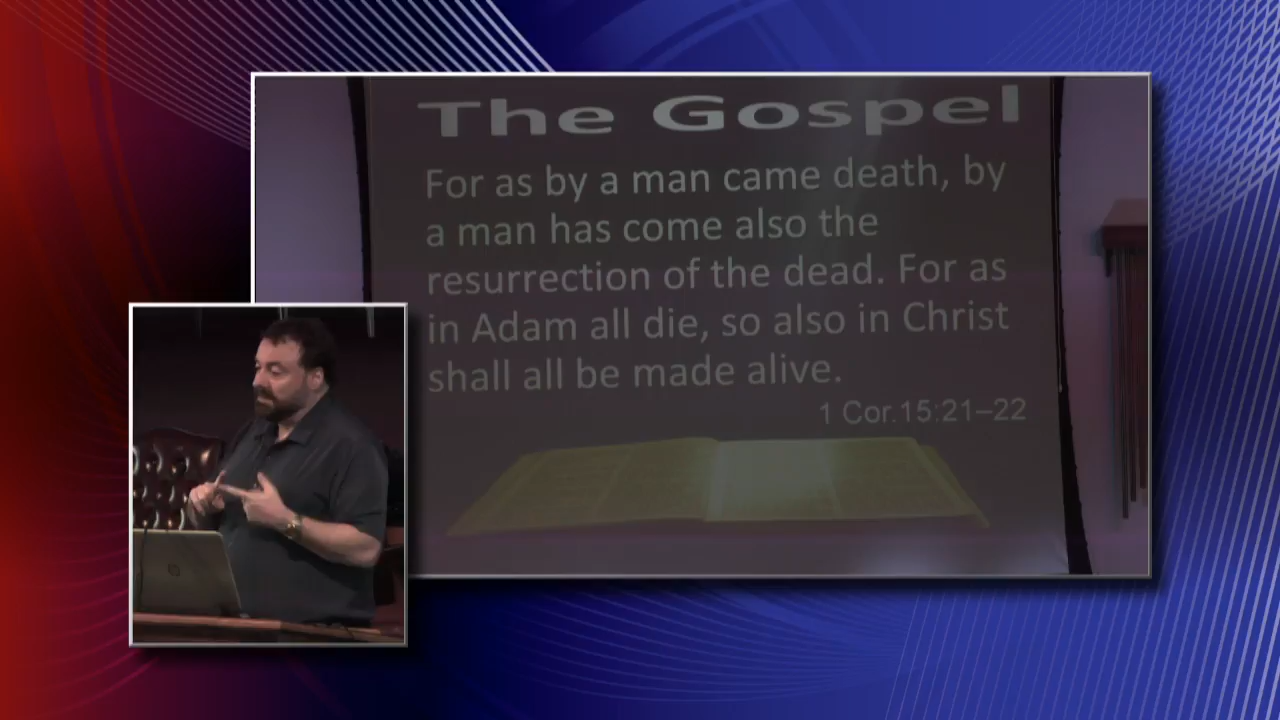 The Gospel
For as by a man came death, by
a man has come also the
resurrection of the dead. For as
in Adam all die, so also in Christ
shall all be made alive.
1 Cor.15:21–22
hp